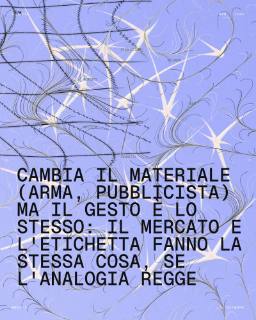 CAMBIA IL MATERIALE
(ARMA, PUBBLICISTA)
MA IL GESTO È LO
STESSO: IL MERCATO E
L'ETICHETTA FANNO LA
STESSA COSA, SE
L'ANALOGIA REGGE